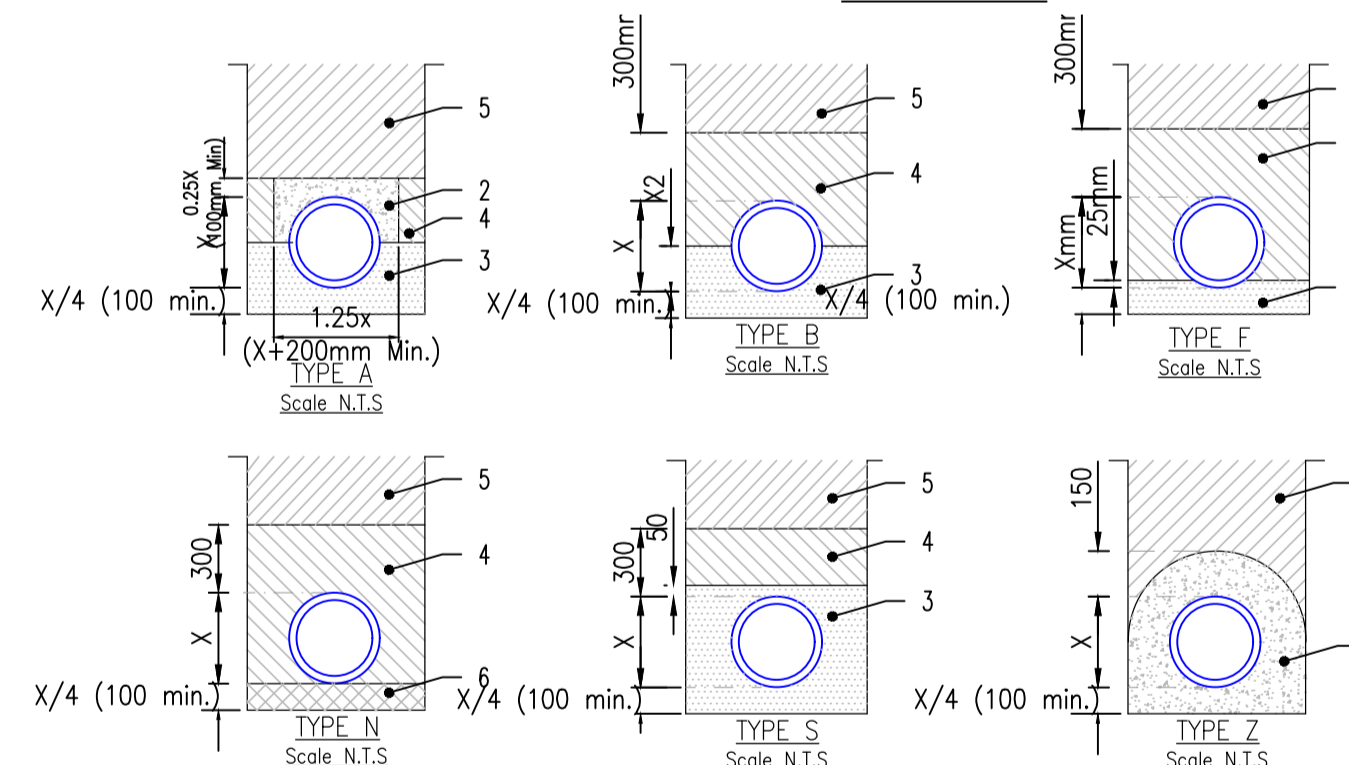 5
0.25X
(100mm Min)
X
2
4
3
X/4 (100 min.)
1.25x
(X+200mm Min.)
TYPE A
Scale N.T.S
300mm
5
4
X2
X
3
X/4 (100 min.)
TYPE B
Scale N.T.S
Xmm
25mm
X/4 (100 min.)
TYPE F
Scale N.T.S
5
300
4
X
6
X/4 (100 min.)
TYPE N
Scale N.T.S
5
50
300
4
3
X
X/4 (100 min.)
TYPE S
Scale N.T.S
150
X
X/4 (100 min.)
TYPE Z
Scale N.T.S